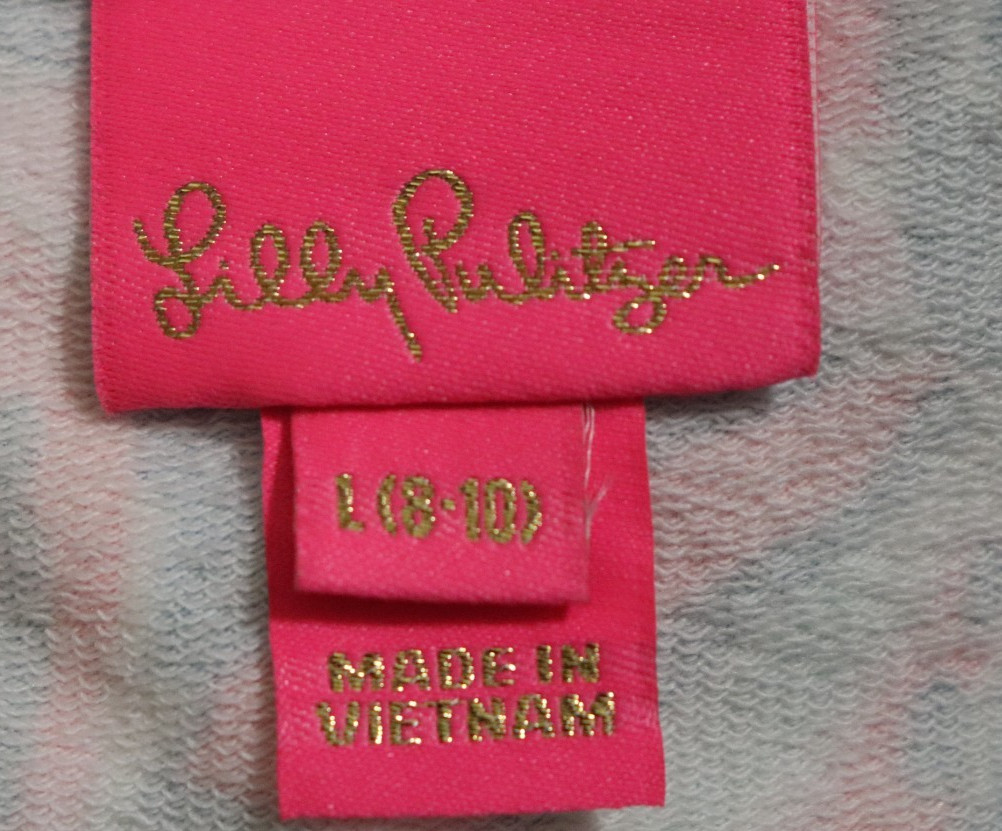 Lilly Pulitzer
L (8-10)
MADE IN
VIETNAM